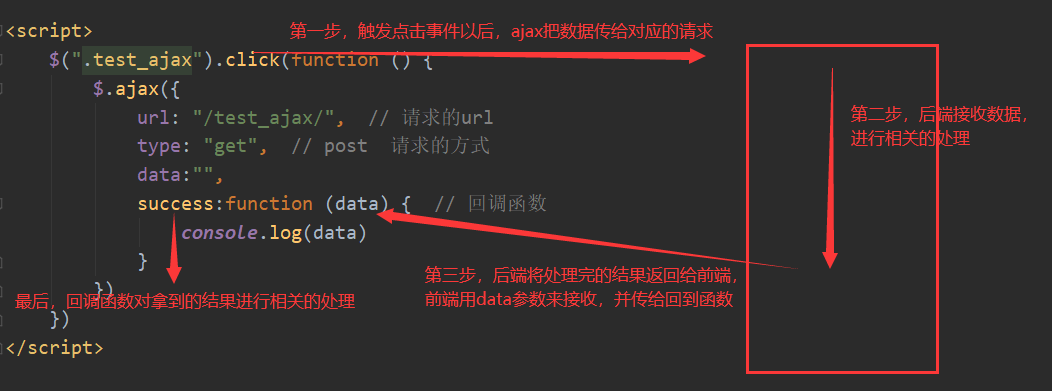 <script>
第一步，触发点击事件以后，ajax把数据传给对应的请求
$(".test_ajax").click(function () {
$.ajax({
url: "/test_ajax/",  // 请求的url
第二步，后端接收数据，
进行相关的处理
type: "get",  // post  请求的方式
data:"",
success:function (data) {  // 回调函数
console.log(data)
}
第三步，后端将处理完的结果返回给前端，
前端用data参数来接收，并传给回到函数
})
最后，回调函数对拿到的结果进行相关的处理
})
</script>